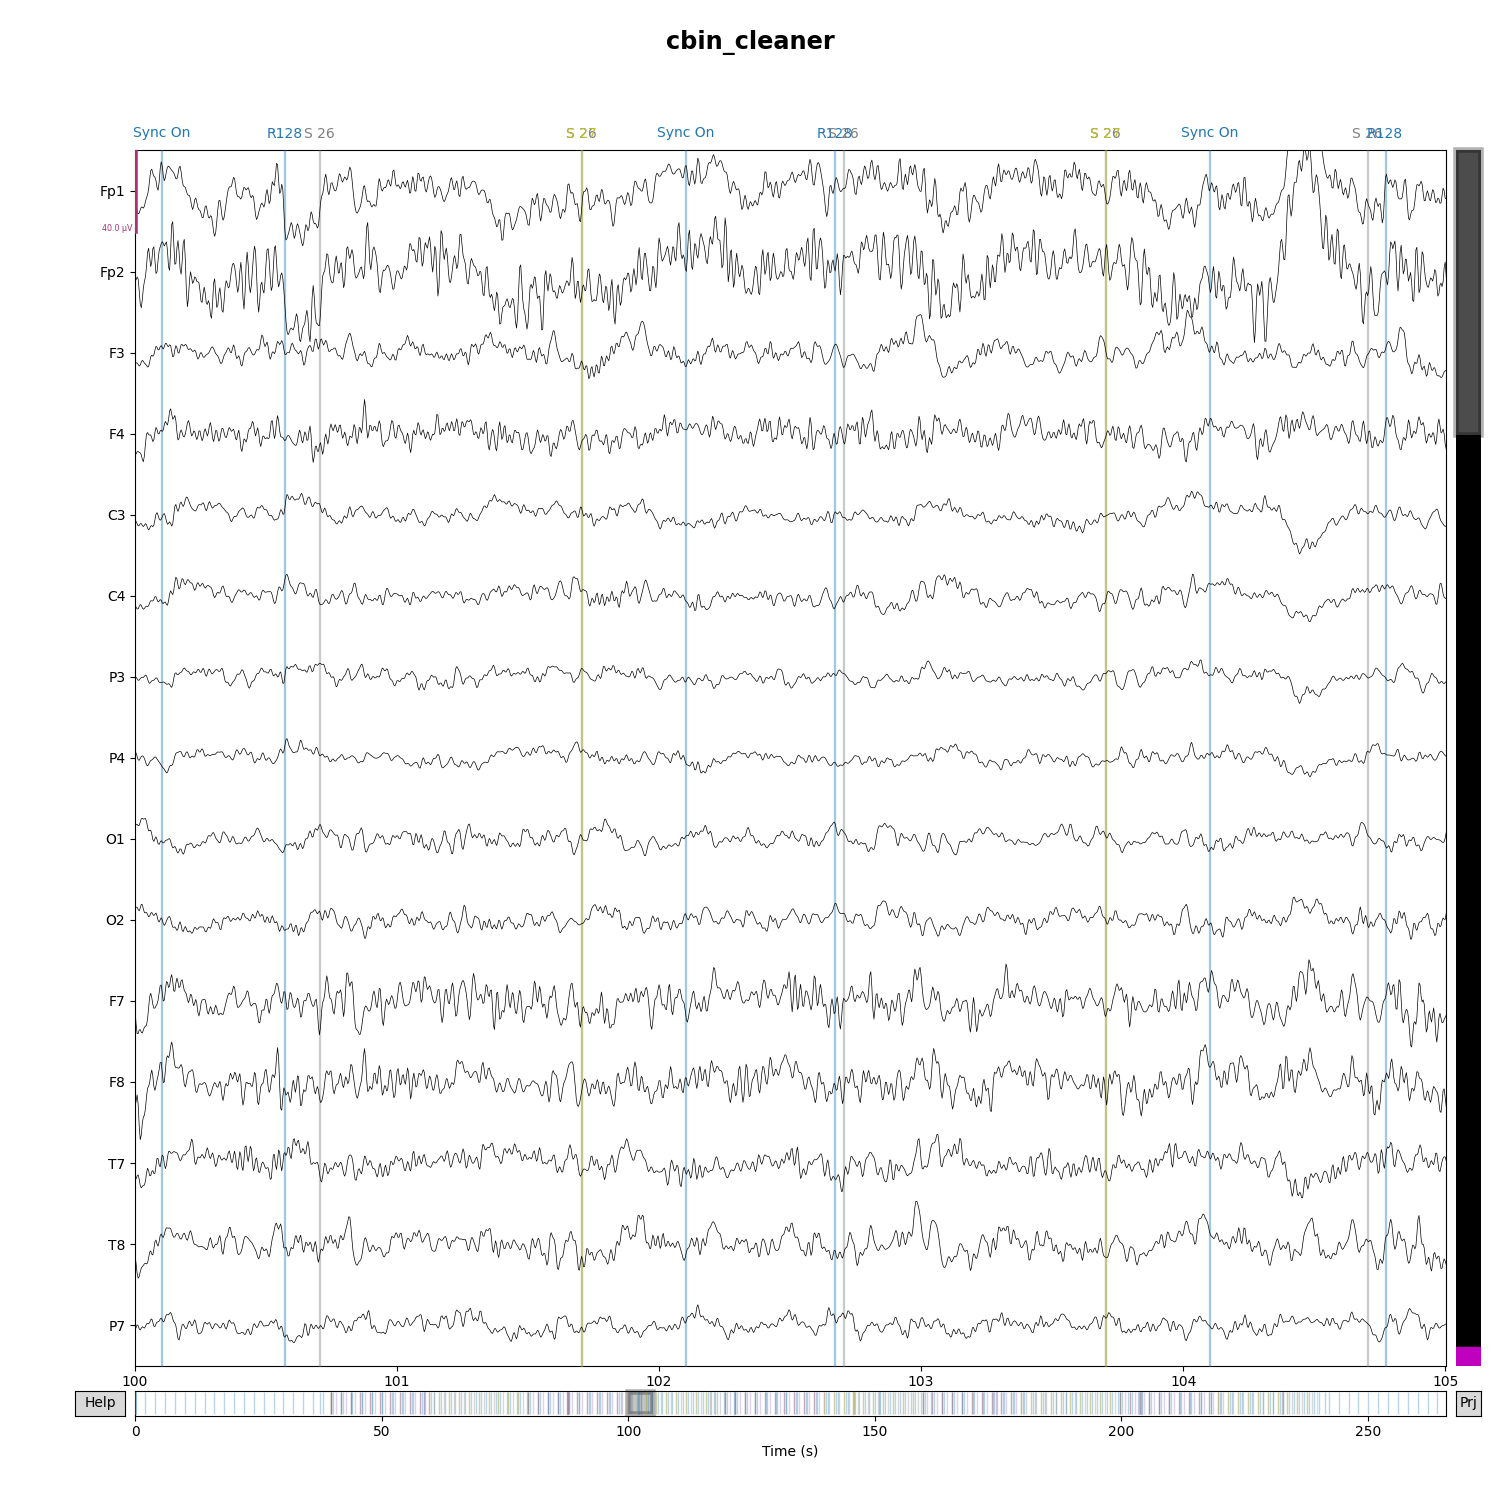 cbin_cleaner
Sync On R128 S 26 Sync On R128 Sync On S 26 R128
Fp1
40.0 µV
Fp2
F3
F4
C3
C4
P3
P4
O1
O2
F7
F8
T7
T8
P7
100 101 102 103 104 105
Help Prj
0 50 100 150 200 250
Time (s)